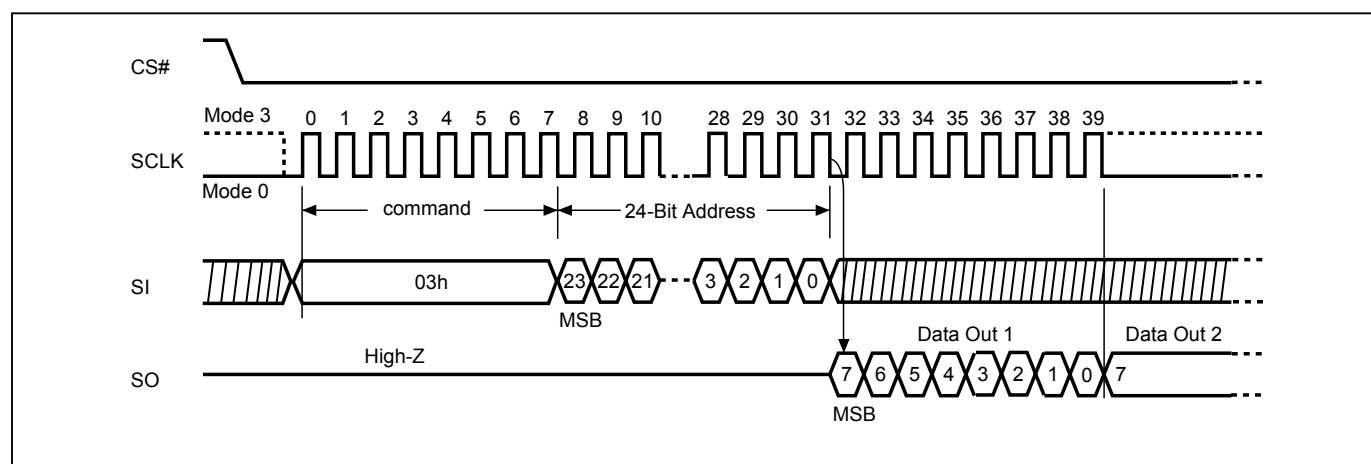 CS#
Mode 3
0 1 2 3 4 5 6 7 8 9 10 28 29 30 31 32 33 34 35 36 37 38 39
SCLK
Mode 0
command
24-Bit Address
SI
03h
23 22 21 3 2 1 0
MSB
Data Out 1
Data Out 2
High-Z
SO
7 6 5 4 3 2 1 0 7
MSB